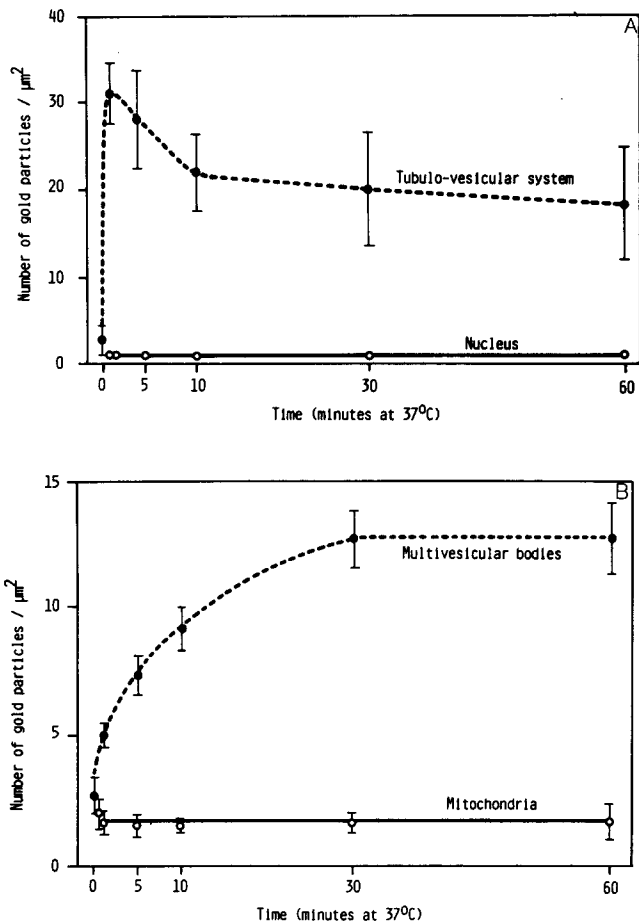 A
40
30
20
10
0
Number of gold particles / μm²
Tubulo-vesicular system
Nucleus
0 5 10 30 60
Time (minutes at 37⁰C)
B
15
10
5
0
Number of gold particles / μm²
Multivesicular bodies
Mitochondria
0 5 10 30 60
Time (minutes at 37⁰C)